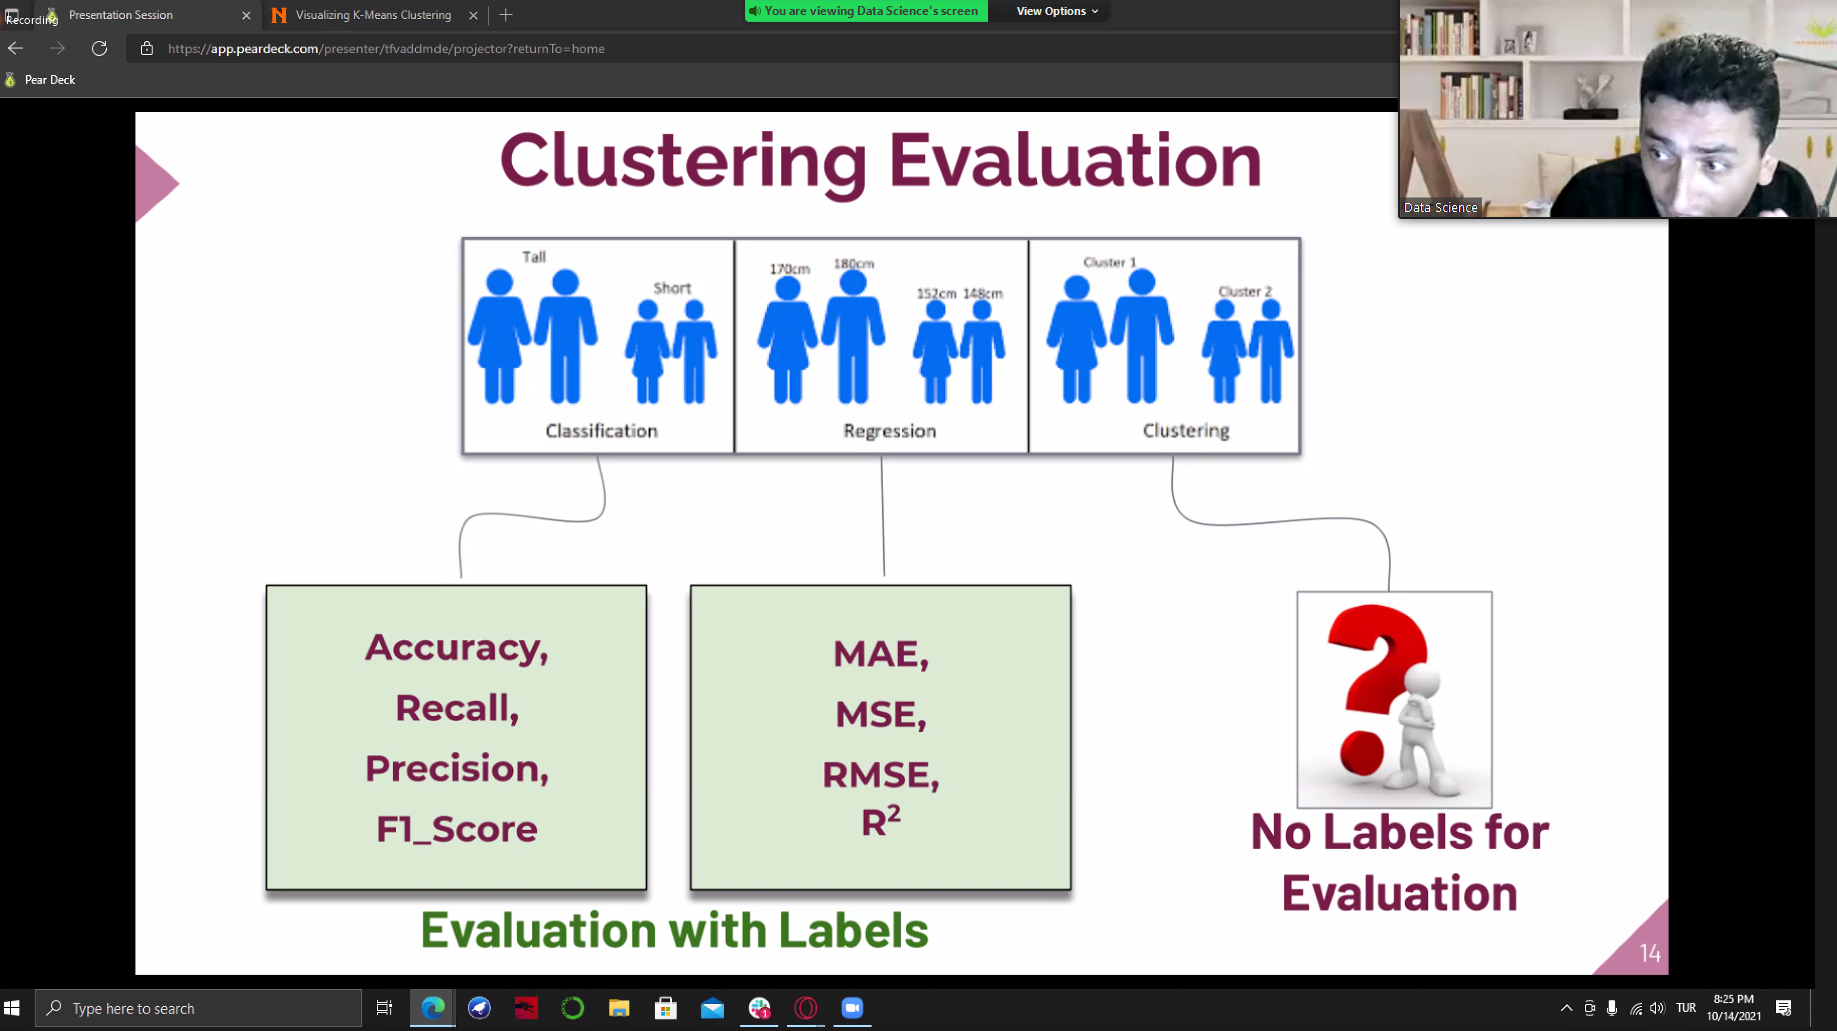 Recording
Presentation Session
Visualizing K-Means Clustering
You are viewing Data Science's screen
View Options
https://app.peardeck.com/presenter/tfvaddmde/projector?returnTo=home
Pear Deck
Data Science
Clustering Evaluation
Tall
Short
Classification
170cm
180cm
152cm 148cm
Regression
Cluster 1
Cluster 2
Clustering
Accuracy,
Recall,
Precision,
F1_Score
MAE,
MSE,
RMSE,
R²
Evaluation with Labels
No Labels for
Evaluation
14
Type here to search
1
TUR
8:25 PM
10/14/2021